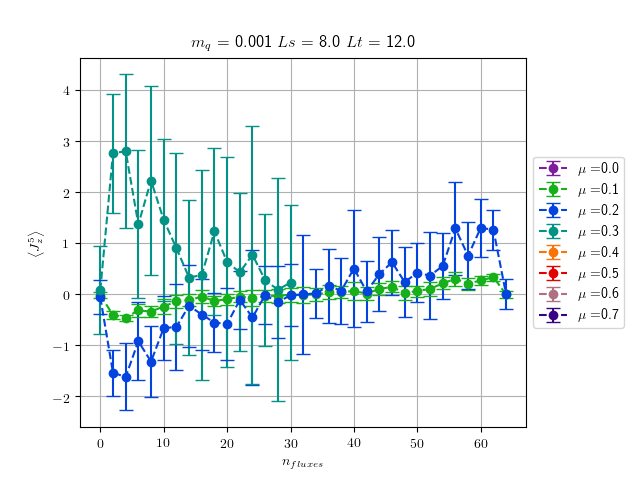 m_q = 0.001 Ls = 8.0 Lt = 12.0
⟨J_z^5⟩
4
3
2
1
0
−1
−2
0
10
20
30
40
50
60
n_fluxes
μ =0.0
μ =0.1
μ =0.2
μ =0.3
μ =0.4
μ =0.5
μ =0.6
μ =0.7